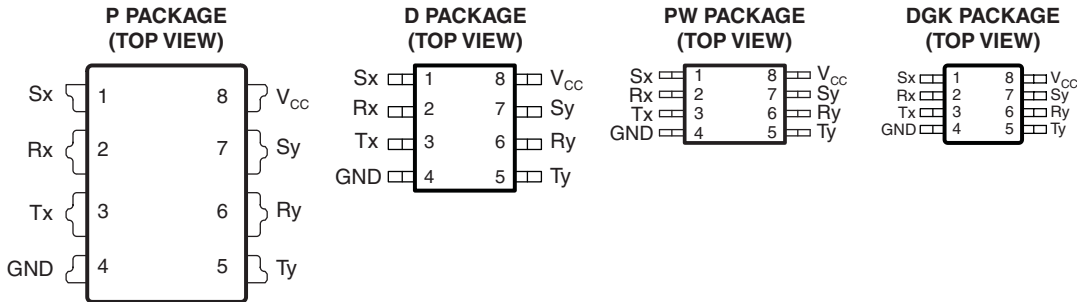 P PACKAGE
(TOP VIEW)
Sx 1 8 VCC
Rx 2 7 Sy
Tx 3 6 Ry
GND 4 5 Ty
D PACKAGE
(TOP VIEW)
Sx 1 8 VCC
Rx 2 7 Sy
Tx 3 6 Ry
GND 4 5 Ty
PW PACKAGE
(TOP VIEW)
Sx 1 8 VCC
Rx 2 7 Sy
Tx 3 6 Ry
GND 4 5 Ty
DGK PACKAGE
(TOP VIEW)
Sx 1 8 VCC
Rx 2 7 Sy
Tx 3 6 Ry
GND 4 5 Ty